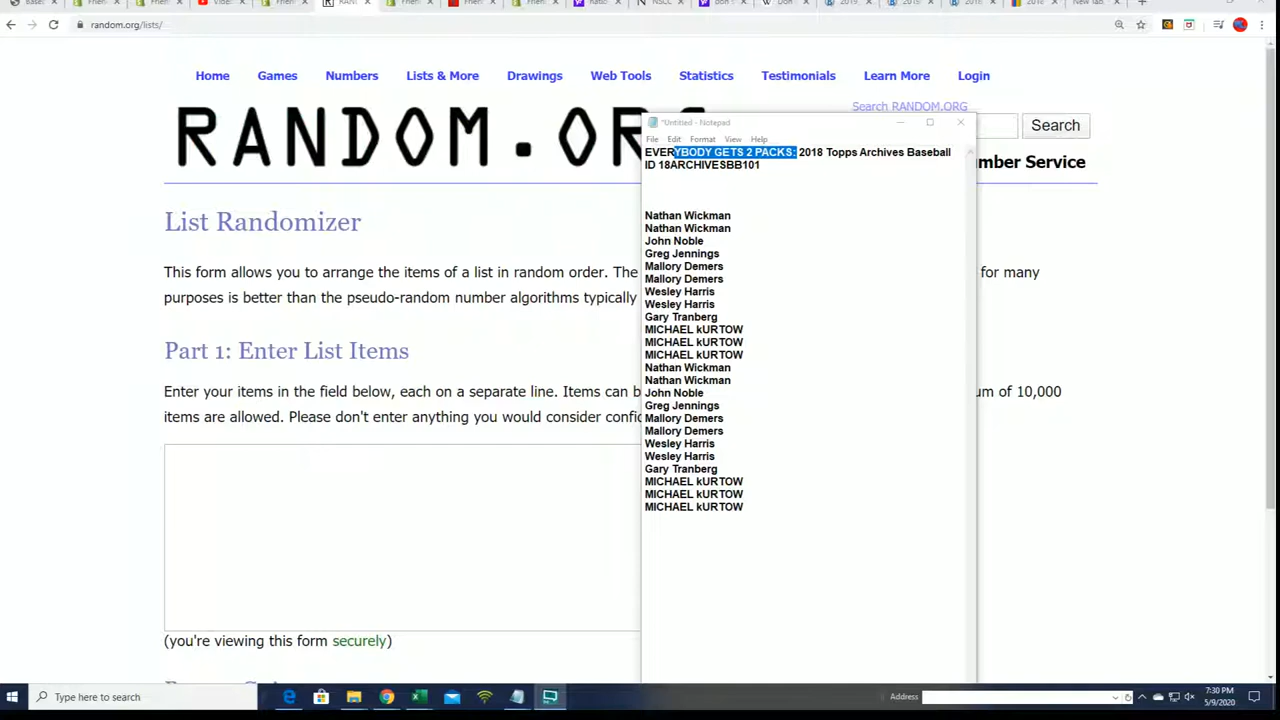 random.org/lists/
Home Games Numbers Lists & More Drawings Web Tools Statistics Testimonials Learn More Login
Search RANDOM.ORG
Search
RANDOM.OR
mber Service
List Randomizer
This form allows you to arrange the items of a list in random order. The
for many
purposes is better than the pseudo-random number algorithms typically
Part 1: Enter List Items
Enter your items in the field below, each on a separate line. Items can b
m of 10,000
items are allowed. Please don't enter anything you would consider confi
(you're viewing this form securely)
*Untitled - Notepad
File Edit Format View Help
EVERYBODY GETS 2 PACKS: 2018 Topps Archives Baseball
ID 18ARCHIVESBB101
Nathan Wickman
Nathan Wickman
John Noble
Greg Jennings
Mallory Demers
Mallory Demers
Wesley Harris
Wesley Harris
Gary Tranberg
MICHAEL kURTOW
MICHAEL kURTOW
MICHAEL kURTOW
Nathan Wickman
Nathan Wickman
John Noble
Greg Jennings
Mallory Demers
Mallory Demers
Wesley Harris
Wesley Harris
Gary Tranberg
MICHAEL kURTOW
MICHAEL kURTOW
MICHAEL kURTOW
Type here to search
Address
7:30 PM
5/9/2020